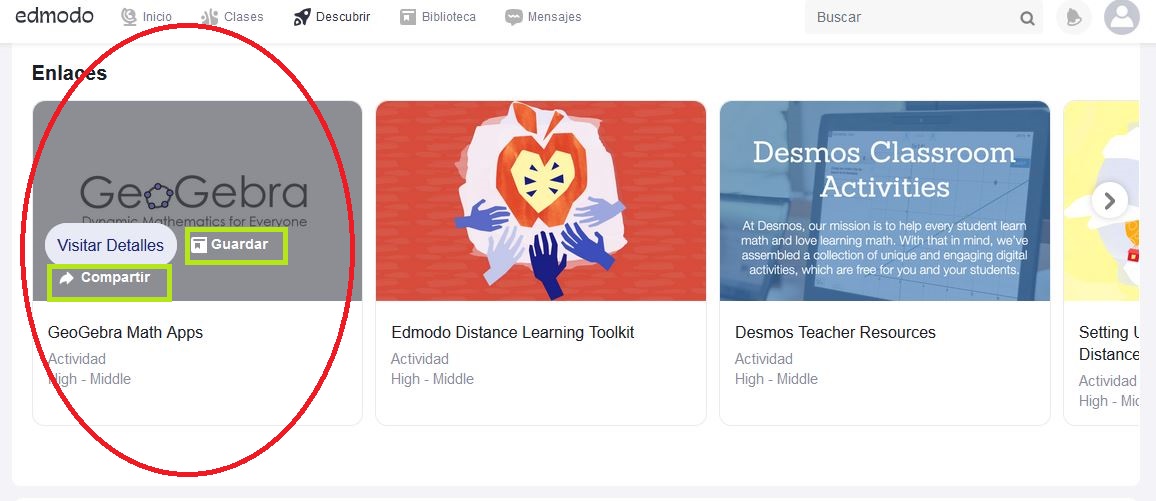 edmodo
Inicio
Clases
Descubrir
Biblioteca
Mensajes
Buscar
Enlaces
GeoGebra
Dynamic Mathematics for Everyone
Visitar Detalles
Guardar
Compartir
GeoGebra Math Apps
Actividad
High - Middle
Edmodo Distance Learning Toolkit
Actividad
High - Middle
Desmos Classroom
Activities
At Desmos, our mission is to help every student learn
math and love learning math. With that in mind, we've
assembled a collection of unique and engaging digital
activities, which are free for you and your students.
Desmos Teacher Resources
Actividad
High - Middle
Setting
Distance
Actividad
High -